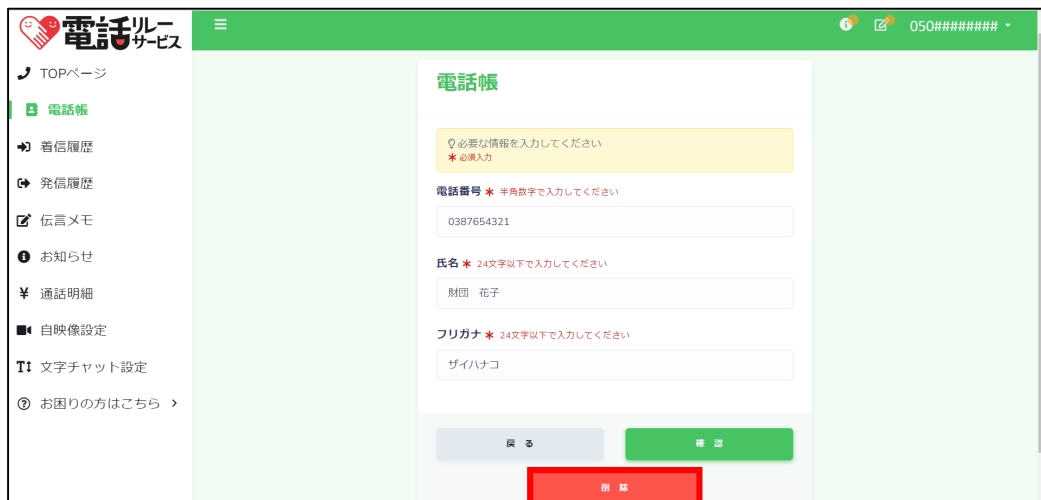 電話リレーサービス
050########
TOPページ
電話帳
着信履歴
発信履歴
伝言メモ
お知らせ
通話明細
自映像設定
文字チャット設定
お困りの方はこちら
電話帳
必要な情報を入力してください
* 必須入力
電話番号 * 半角数字で入力してください
0387654321
氏名 * 24文字以下で入力してください
財団 花子
フリガナ * 24文字以下で入力してください
ザイハナコ
戻る
確認
削除